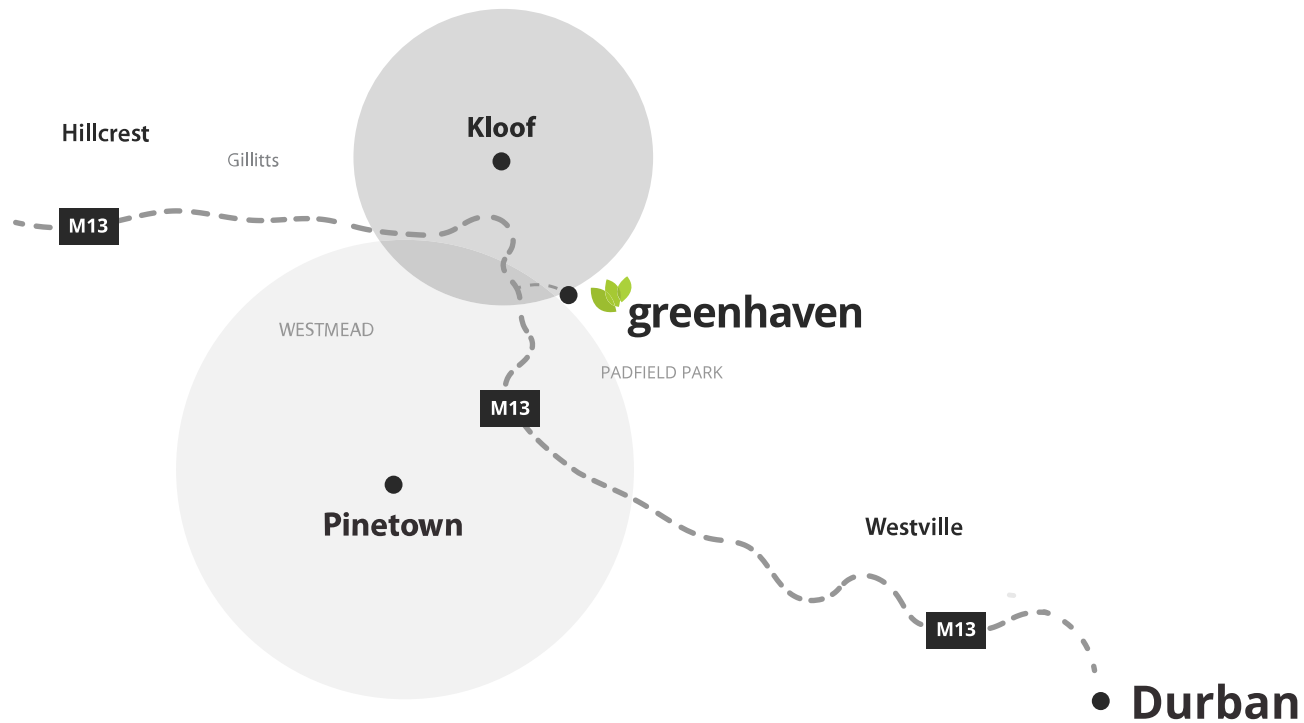 Kloof
Hillcrest
Gillitts
M13
greenhaven
WESTMEAD
PADFIELD PARK
M13
Pinetown
Westville
M13
Durban